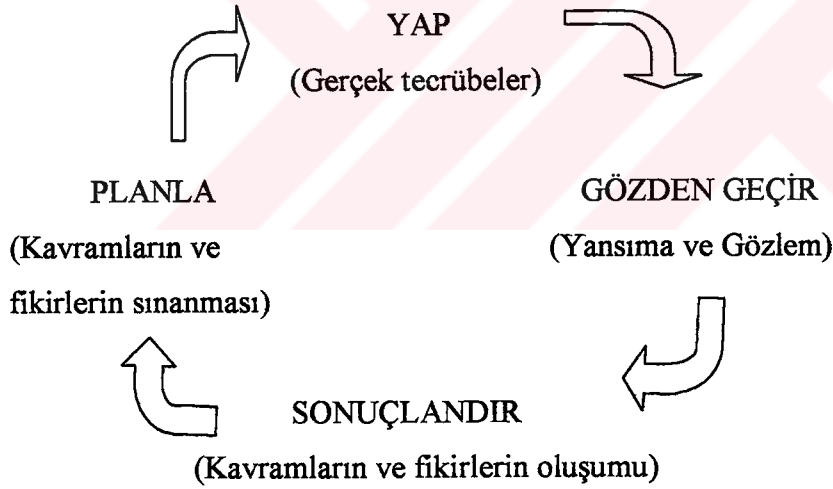 YAP
(Gerçek tecrübeler)
PLANLA
(Kavramların ve
fikirlerin sınanması)
GÖZDEN GEÇİR
(Yansıma ve Gözlem)
SONUÇLANDIR
(Kavramların ve fikirlerin oluşumu)